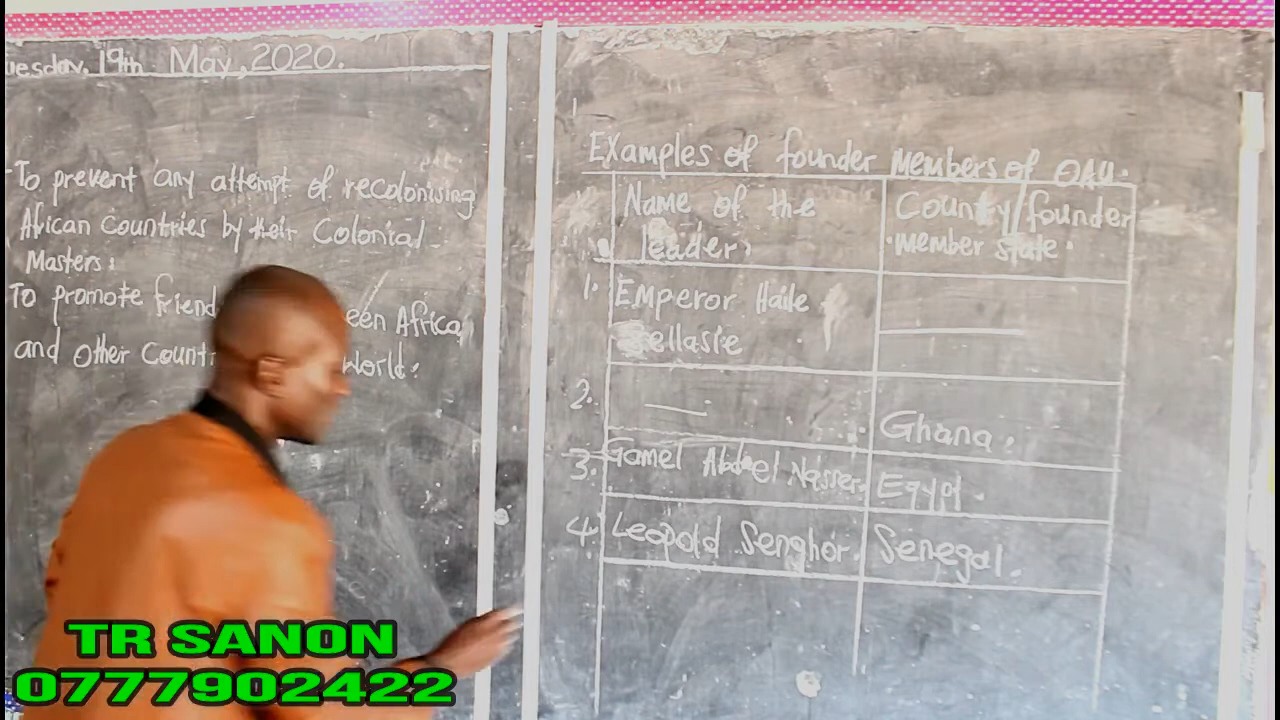 uesday, 19th May, 2020.
-To prevent any attempt of recolonising
African Countries by their Colonial
Masters.
To promote friend een Africa
and other Countr World.
Examples of founder members of OAU.
Name of the
leader.
Country/founder
member state.
1. Emperor Haile
Sellasie
2. Ghana.
3. Gamel Abdel Nasser. Egypt.
4. Leopold Senghor. Senegal.
TR SANON
0777902422